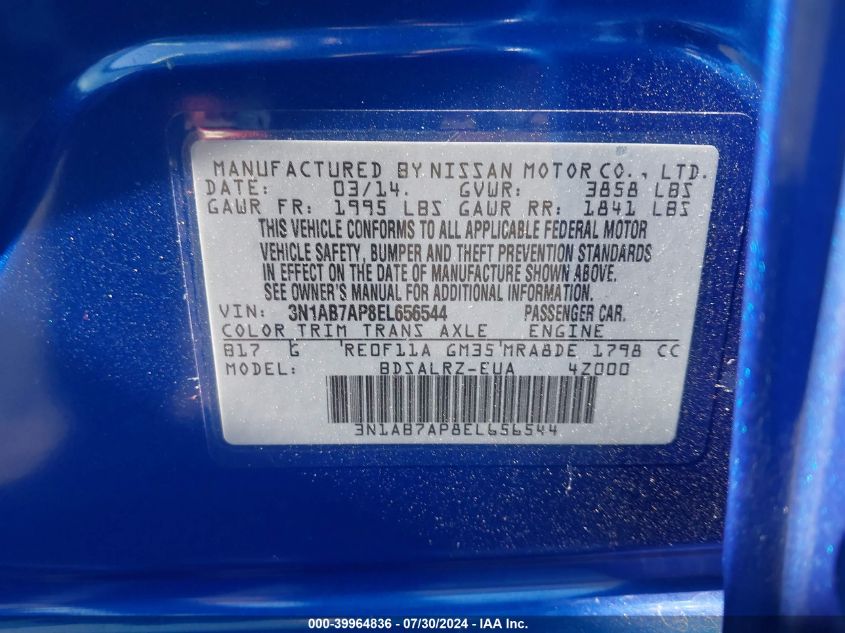 MANUFACTURED BY NISSAN MOTOR CO., LTD.
DATE: 03/14. GVWR: 3858 LBS
GAWR FR: 1995 LBS GAWR RR: 1841 LBS
THIS VEHICLE CONFORMS TO ALL APPLICABLE FEDERAL MOTOR
VEHICLE SAFETY, BUMPER AND THEFT PREVENTION STANDARDS
IN EFFECT ON THE DATE OF MANUFACTURE SHOWN ABOVE.
SEE OWNER'S MANUAL FOR ADDITIONAL INFORMATION.
VIN: 3N1AB7AP8EL656544 PASSENGER CAR.
COLOR TRIM TRANS AXLE ENGINE
B17 G 'RE0F11A GM35'MRA8DE 1798 CC
MODEL: BDSALRZ-EUA 4Z000
3N1AB7AP8EL656544
000-39964836 - 07/30/2024 - IAA, Inc.